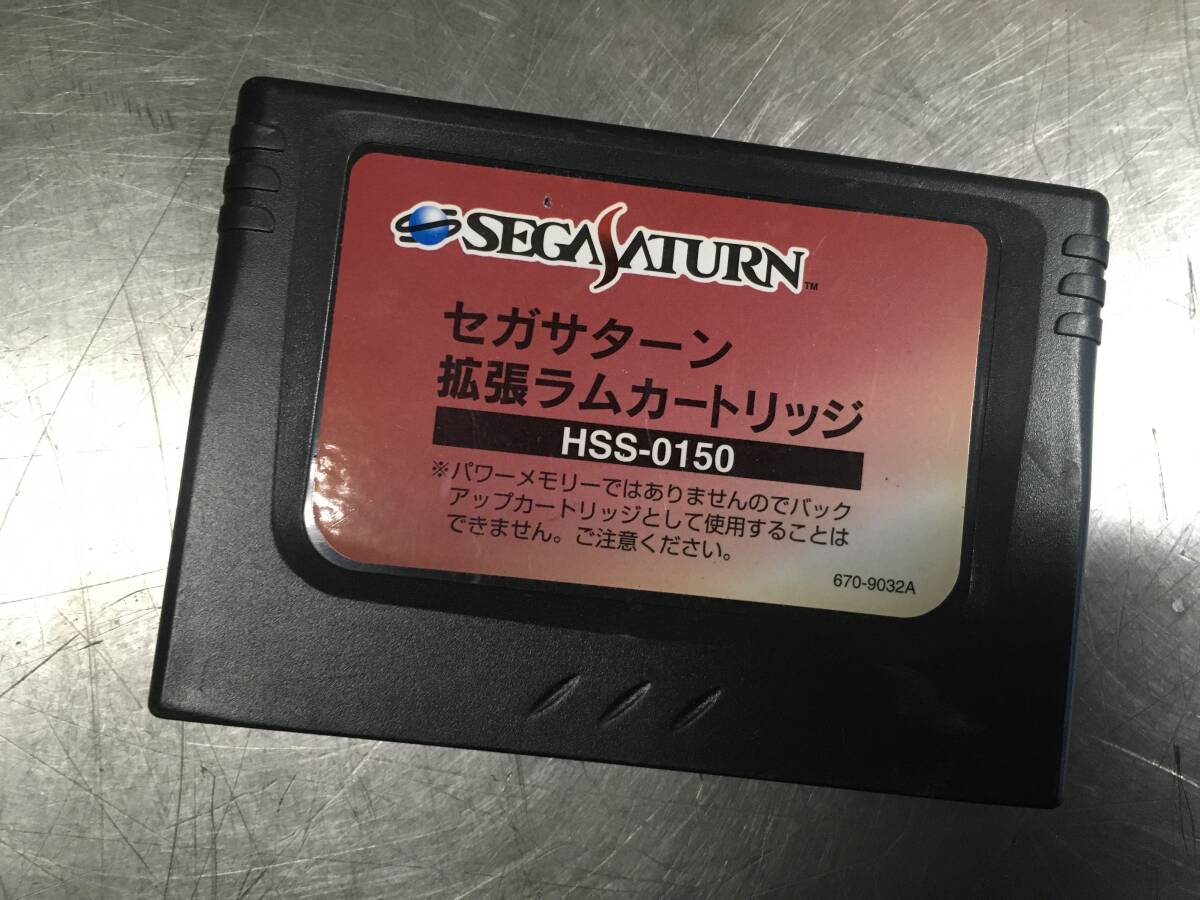 SEGA SATURN™
セガサターン
拡張ラムカートリッジ
HSS-0150
※パワーメモリーではありませんのでバック
アップカートリッジとして使用することは
できません。ご注意ください。
670-9032A